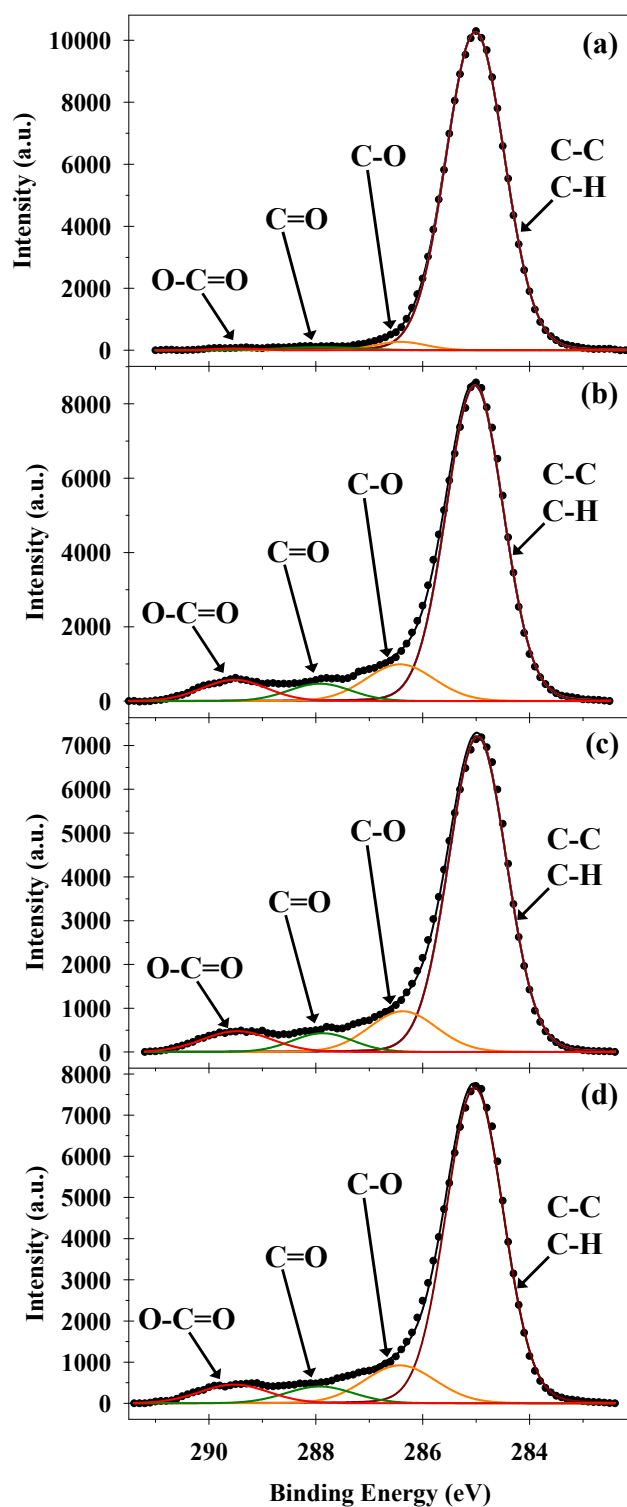 (a)
10000
8000
6000
4000
2000
0
Intensity (a.u.)
O-C=O
C=O
C-O
C-C
C-H
(b)
8000
6000
4000
2000
0
Intensity (a.u.)
O-C=O
C=O
C-O
C-C
C-H
(c)
7000
6000
5000
4000
3000
2000
1000
0
Intensity (a.u.)
O-C=O
C=O
C-O
C-C
C-H
(d)
8000
7000
6000
5000
4000
3000
2000
1000
0
Intensity (a.u.)
O-C=O
C=O
C-O
C-C
C-H
290 288 286 284
Binding Energy (eV)